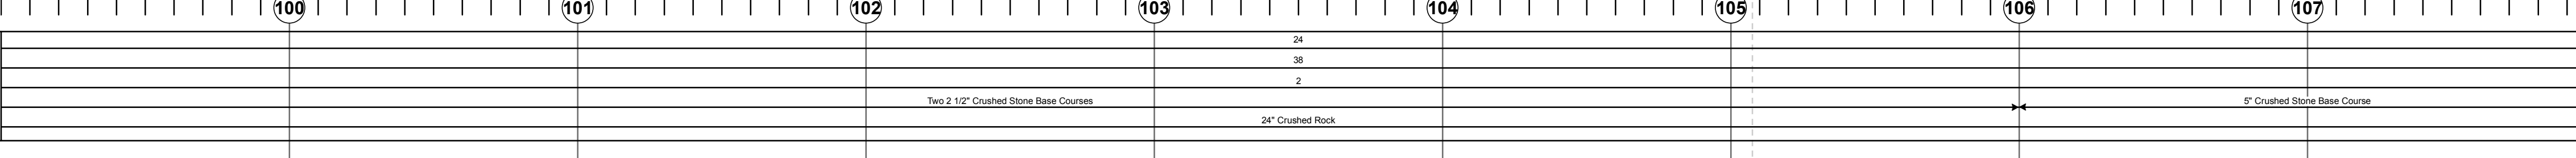 100 101 102 103 104 105 106 107
24
38
2
Two 2 1/2" Crushed Stone Base Courses 5" Crushed Stone Base Course
24" Crushed Rock